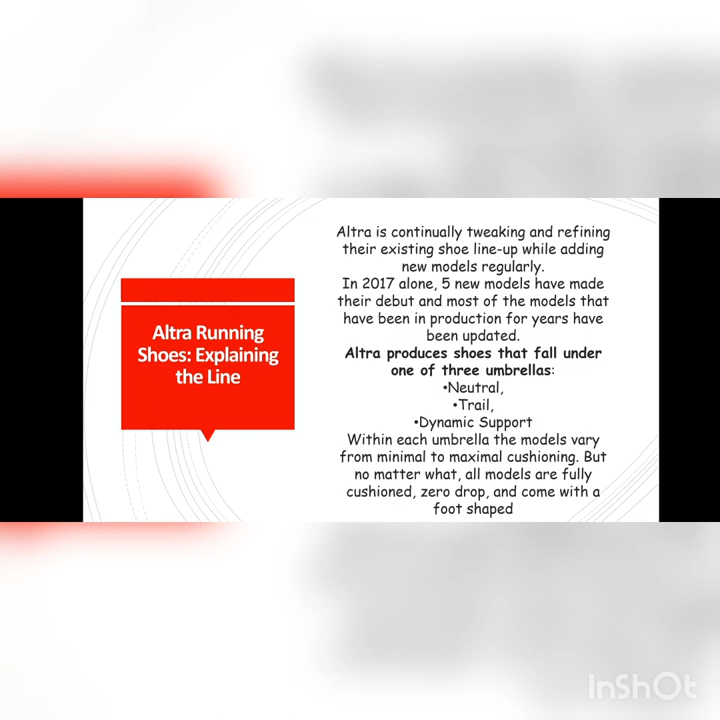 Altra Running
Shoes: Explaining
the Line
Altra is continually tweaking and refining
their existing shoe line-up while adding
new models regularly.
In 2017 alone, 5 new models have made
their debut and most of the models that
have been in production for years have
been updated.
Altra produces shoes that fall under
one of three umbrellas:
•Neutral,
•Trail,
•Dynamic Support
Within each umbrella the models vary
from minimal to maximal cushioning. But
no matter what, all models are fully
cushioned, zero drop, and come with a
foot shaped
InShOt